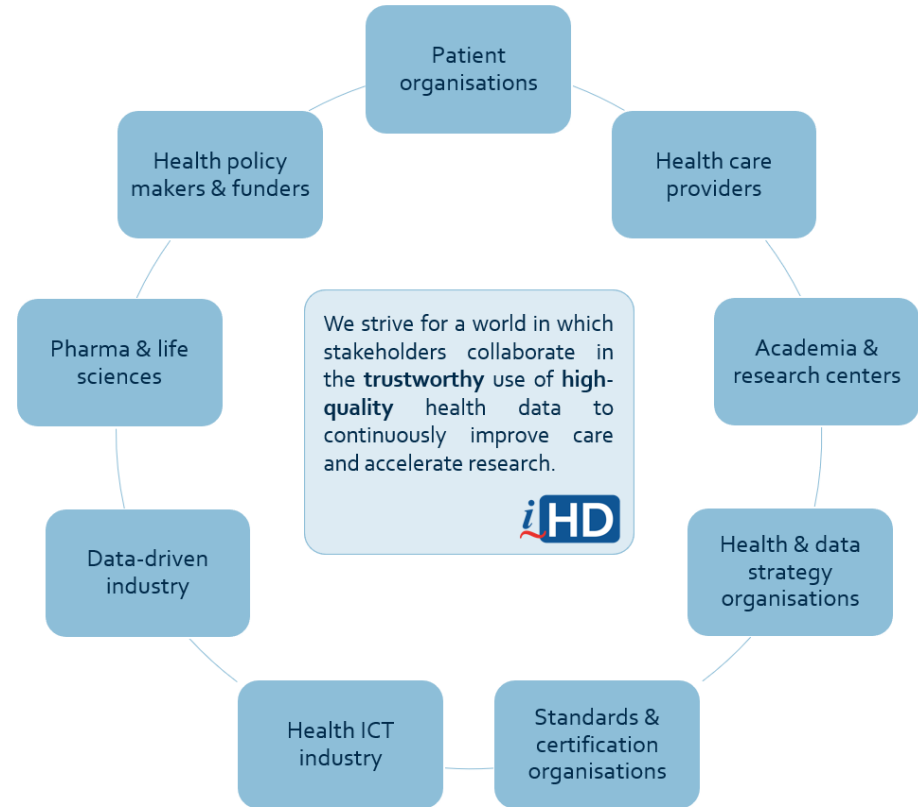 Patient
organisations
Health care
providers
Academia &
research centers
Health & data
strategy
organisations
Standards &
certification
organisations
Health ICT
industry
Data-driven
industry
Pharma & life
sciences
Health policy
makers & funders
We strive for a world in which
stakeholders collaborate in
the trustworthy use of high-
quality health data to
continuously improve care
and accelerate research.
iHD